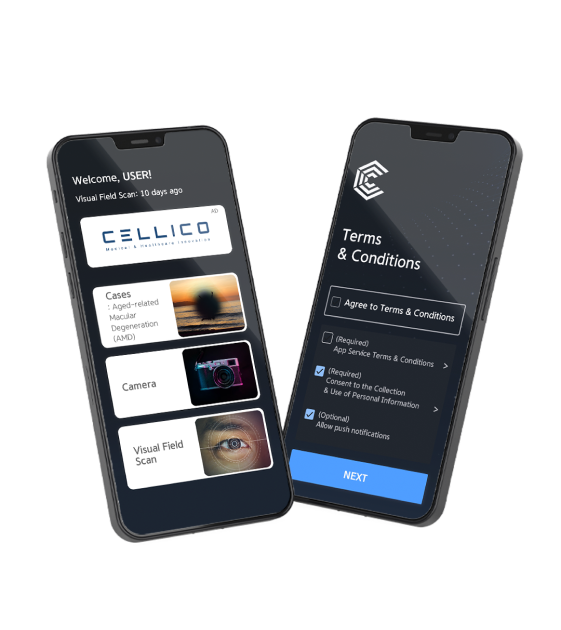 Welcome, USER!
Visual Field Scan: 10 days ago
AD
CELLICO
Medical & Healthcare Innovation
Cases
: Aged-related
Macular
Degeneration
(AMD)
Camera
Visual Field
Scan
Terms
& Conditions
Agree to Terms & Conditions
(Required)
App Service Terms & Conditions >
(Required)
Consent to the Collection
& Use of Personal Information >
(Optional)
Allow push notifications
NEXT